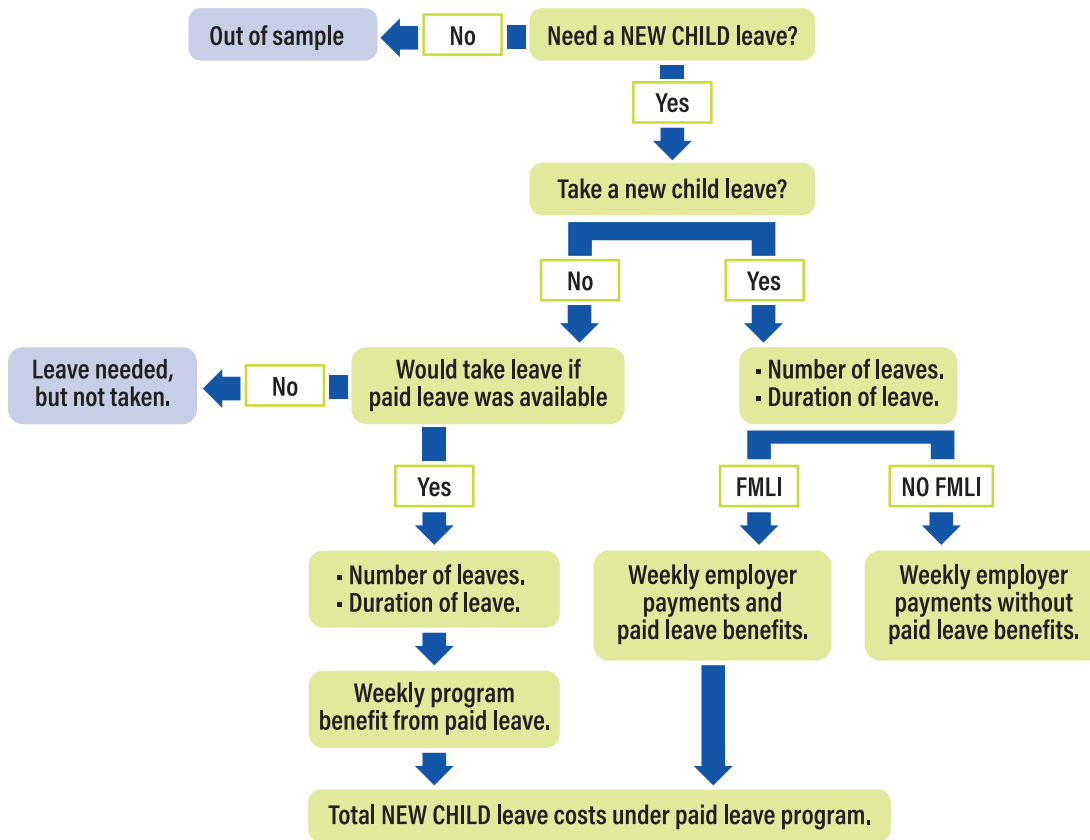 Out of sample
No
Need a NEW CHILD leave?
Yes
Take a new child leave?
No
Yes
Leave needed,
but not taken.
No
Would take leave if
paid leave was available
▪ Number of leaves.
▪ Duration of leave.
Yes
FMLI
NO FMLI
▪ Number of leaves.
▪ Duration of leave.
Weekly employer
payments and
paid leave benefits.
Weekly employer
payments without
paid leave benefits.
Weekly program
benefit from paid leave.
Total NEW CHILD leave costs under paid leave program.